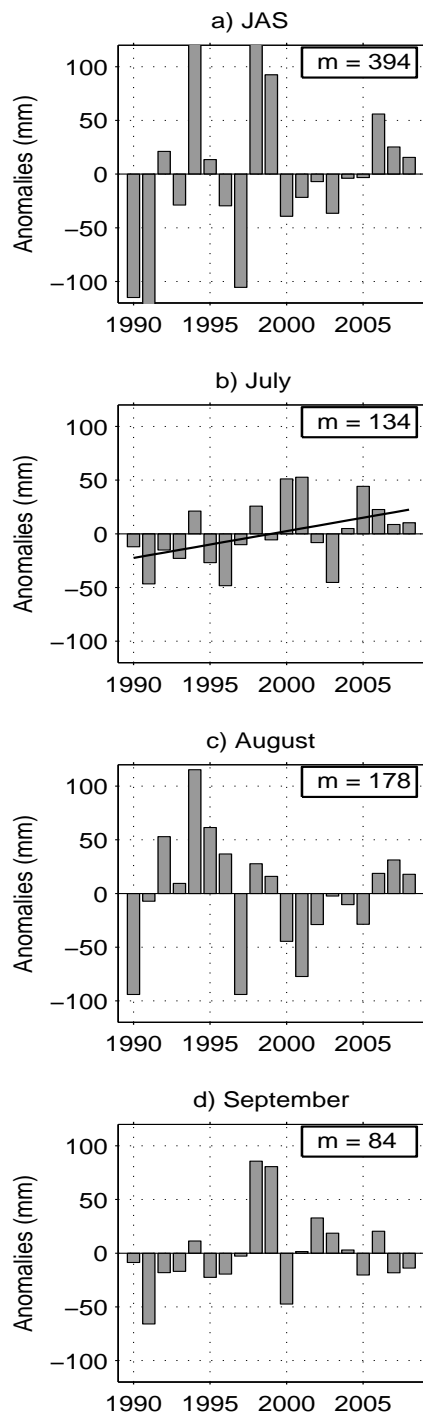 a) JAS
m = 394
100
50
0
−50
−100
Anomalies (mm)
1990 1995 2000 2005
b) July
m = 134
100
50
0
−50
−100
Anomalies (mm)
1990 1995 2000 2005
c) August
m = 178
100
50
0
−50
−100
Anomalies (mm)
1990 1995 2000 2005
d) September
m = 84
100
50
0
−50
−100
Anomalies (mm)
1990 1995 2000 2005